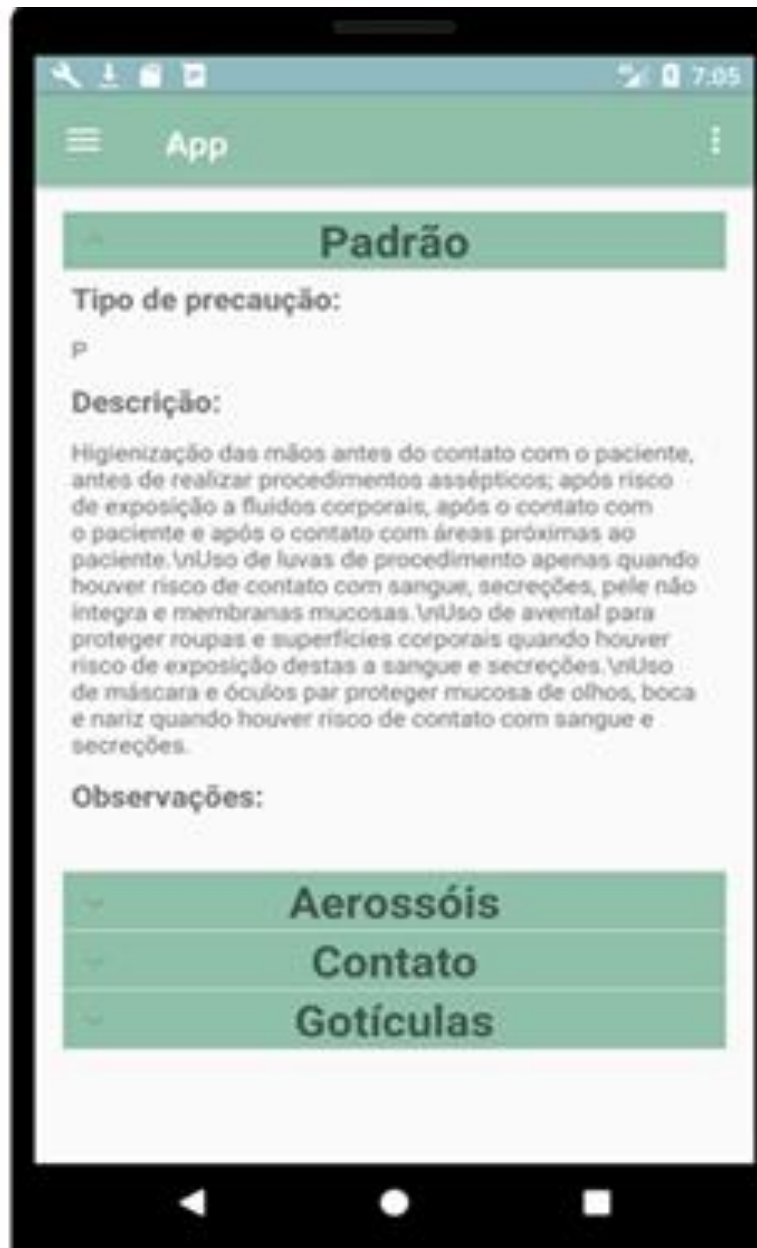 7:05
App
Padrão
Tipo de precaução:
P
Descrição:
Higienização das mãos antes do contato com o paciente,
antes de realizar procedimentos assépticos; após risco
de exposição a fluidos corporais, após o contato com
o paciente e após o contato com áreas próximas ao
paciente.\nUso de luvas de procedimento apenas quando
houver risco de contato com sangue, secreções, pele não
integra e membranas mucosas.\nUso de avental para
proteger roupas e superfícies corporais quando houver
risco de exposição destas a sangue e secreções.\nUso
de máscara e óculos par proteger mucosa de olhos, boca
e nariz quando houver risco de contato com sangue e
secreções.
Observações:
Aerossóis
Contato
Gotículas